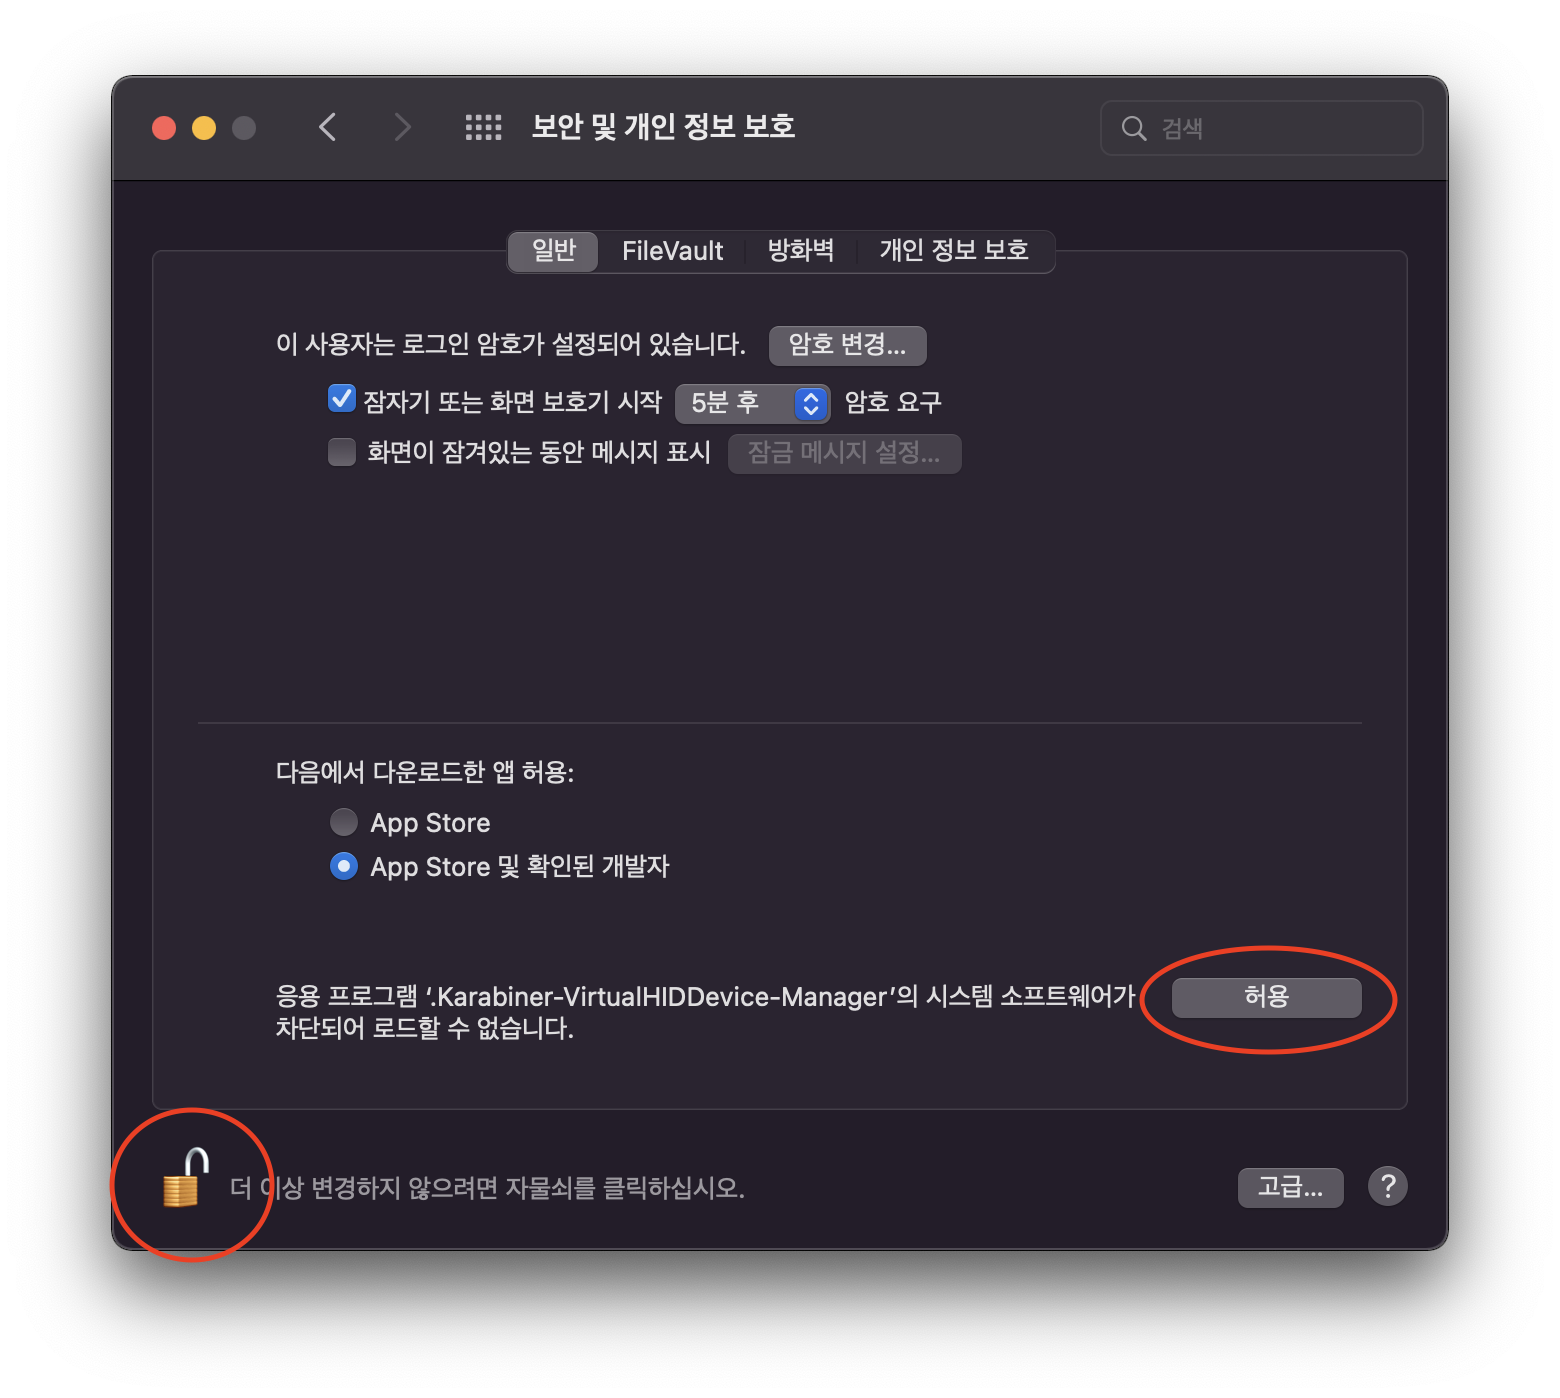 보안 및 개인 정보 보호
검색
일반 FileVault 방화벽 개인 정보 보호
이 사용자는 로그인 암호가 설정되어 있습니다. 암호 변경...
잠자기 또는 화면 보호기 시작 5분 후 암호 요구
화면이 잠겨있는 동안 메시지 표시 잠금 메시지 설정...
다음에서 다운로드한 앱 허용:
App Store
App Store 및 확인된 개발자
응용 프로그램 ‘.Karabiner-VirtualHIDDevice-Manager’의 시스템 소프트웨어가 허용
차단되어 로드할 수 없습니다.
더 이상 변경하지 않으려면 자물쇠를 클릭하십시오. 고급... ?